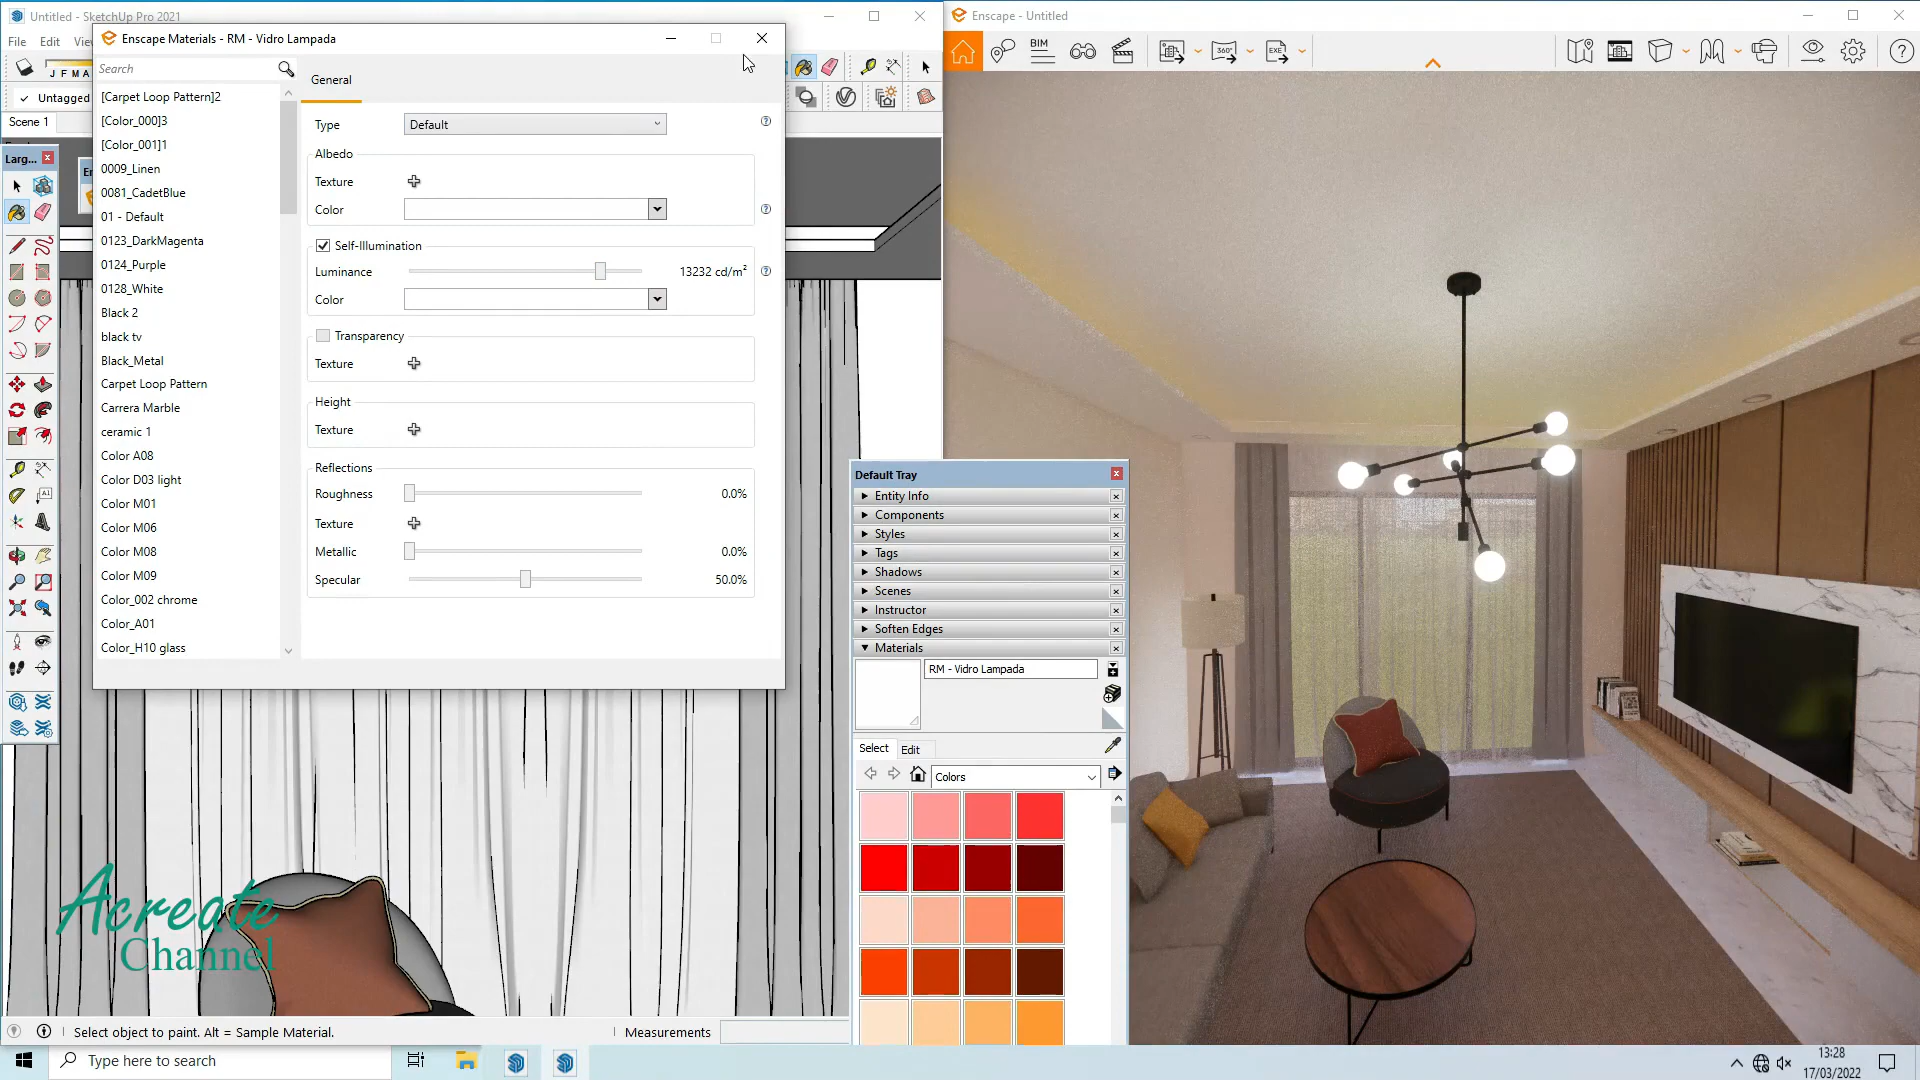 Untitled - SketchUp Pro 2021
File Edit
Enscape Materials - RM - Vidro Lampada
Enscape - Untitled
BIM
360°
EXE
J F M A
Untagged
Scene 1
Larg...
Search
[Carpet Loop Pattern]2
[Color_000]3
[Color_001]1
0009_Linen
0081_CadetBlue
01 - Default
0123_DarkMagenta
0124_Purple
0128_White
Black 2
black tv
Black_Metal
Carpet Loop Pattern
Carrera Marble
ceramic 1
Color A08
Color D03 light
Color M01
Color M06
Color M08
Color M09
Color_002 chrome
Color_A01
Color_H10 glass
General
Type Default
Albedo
Texture
Color
Self-Illumination
Luminance 13232 cd/m²
Color
Transparency
Texture
Height
Texture
Reflections
Roughness 0.0%
Texture
Metallic 0.0%
Specular 50.0%
Default Tray
Entity Info
Components
Styles
Tags
Shadows
Scenes
Instructor
Soften Edges
Materials
RM - Vidro Lampada
Select Edit
Colors
Acreate
Channel
Select object to paint. Alt = Sample Material.
Measurements
Type here to search
13:28
17/03/2022